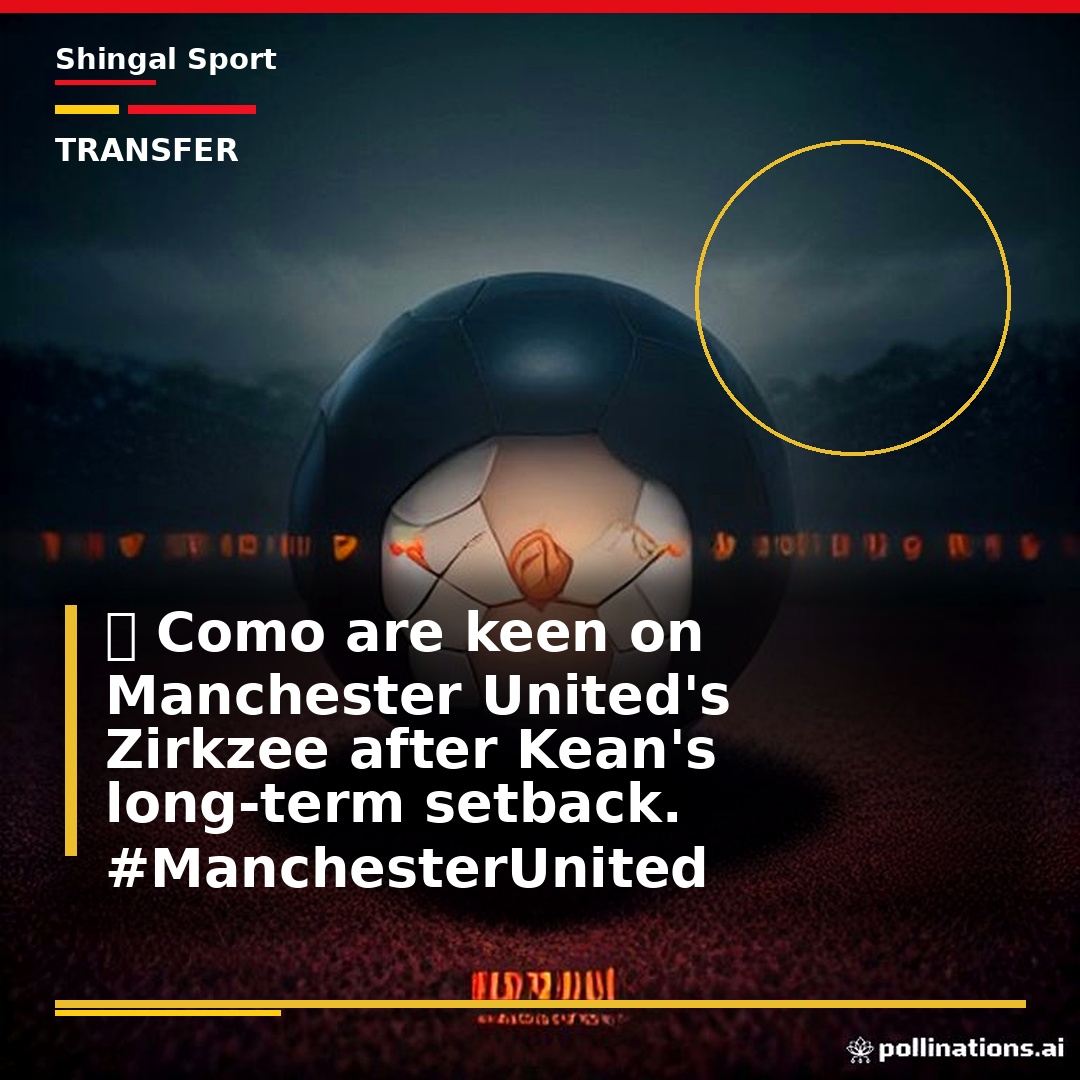 Shingal Sport
TRANSFER
Como are keen on
Manchester United's
Zirkzee after Kean's
long-term setback.
#ManchesterUnited
pollinations.ai